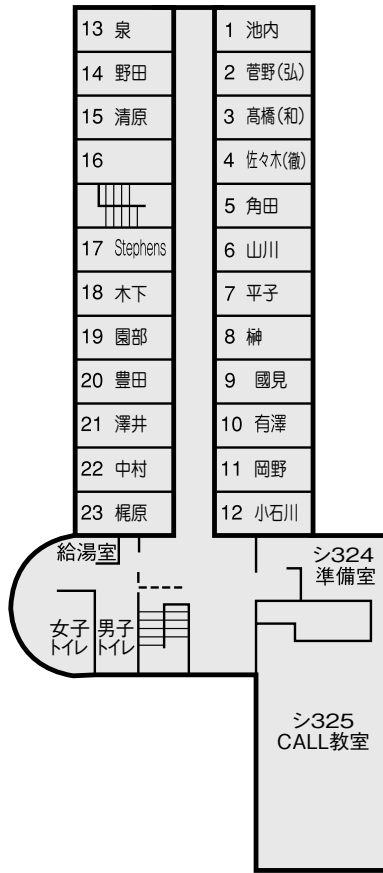 13 泉
14 野田
15 清原
16
17 Stephens
18 木下
19 園部
20 豊田
21 澤井
22 中村
23 梶原
1 池内
2 菅野(弘)
3 髙橋(和)
4 佐々木(徹)
5 角田
6 山川
7 平子
8 榊
9 國見
10 有澤
11 岡野
12 小石川
給湯室
女子
トイレ
男子
トイレ
シ324
準備室
シ325
CALL教室